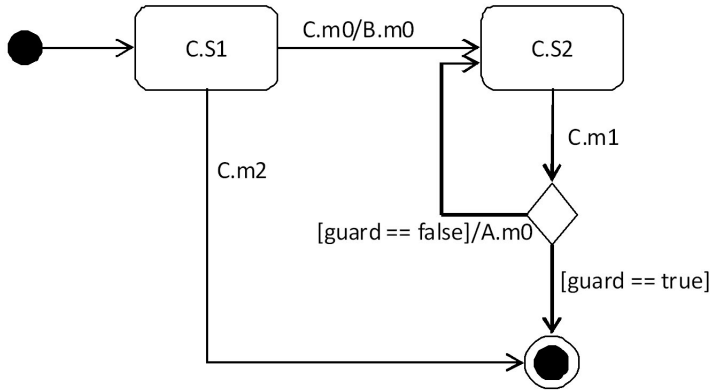 C.S1
C.m0/B.m0
C.S2
C.m1
C.m2
[guard == false]/A.m0
[guard == true]